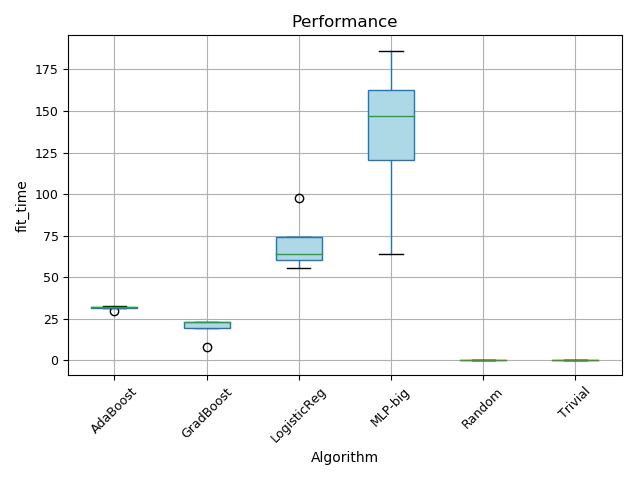 Performance
175
150
125
100
75
50
25
0
fit_time
AdaBoost
GradBoost
LogisticReg
MLP-big
Random
Trivial
Algorithm